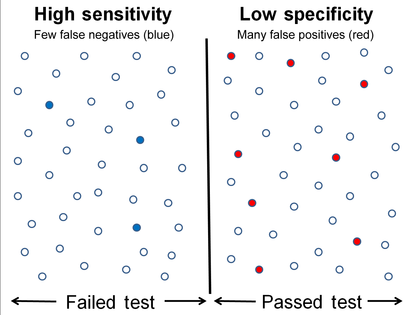 High sensitivity
Few false negatives (blue)
Low specificity
Many false positives (red)
Failed test
Passed test